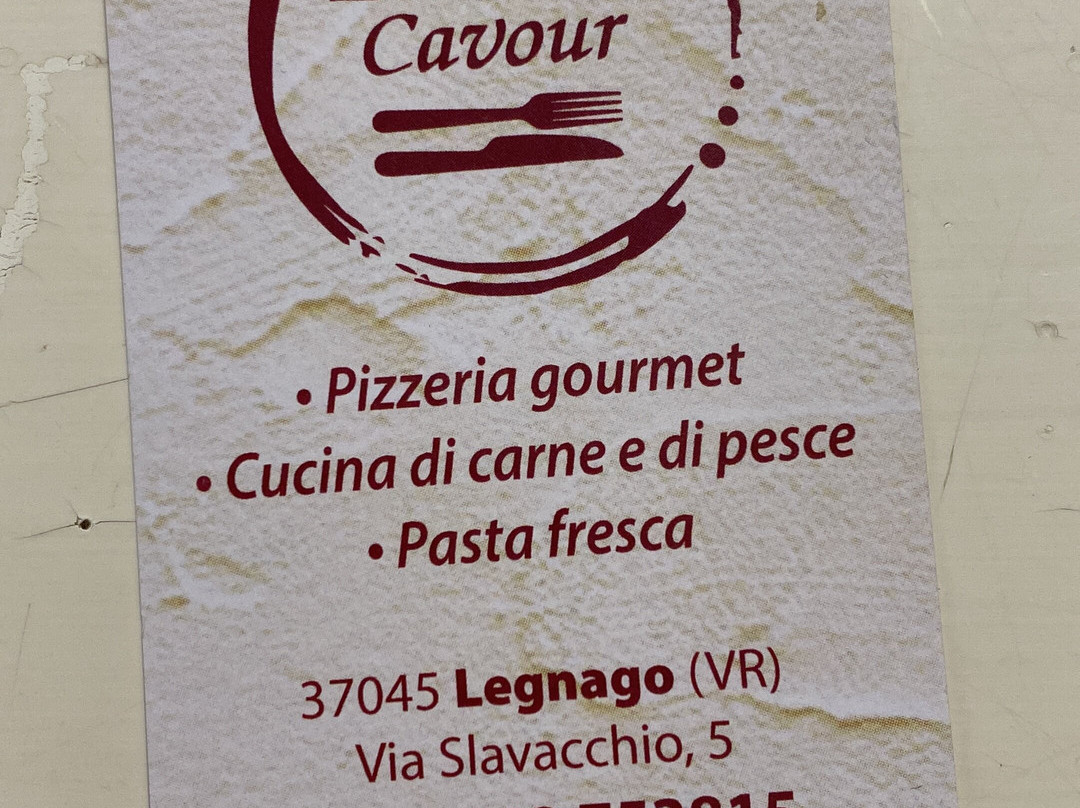 Cavour
• Pizzeria gourmet
• Cucina di carne e di pesce
• Pasta fresca
37045 Legnago (VR)
Via Slavacchio, 5